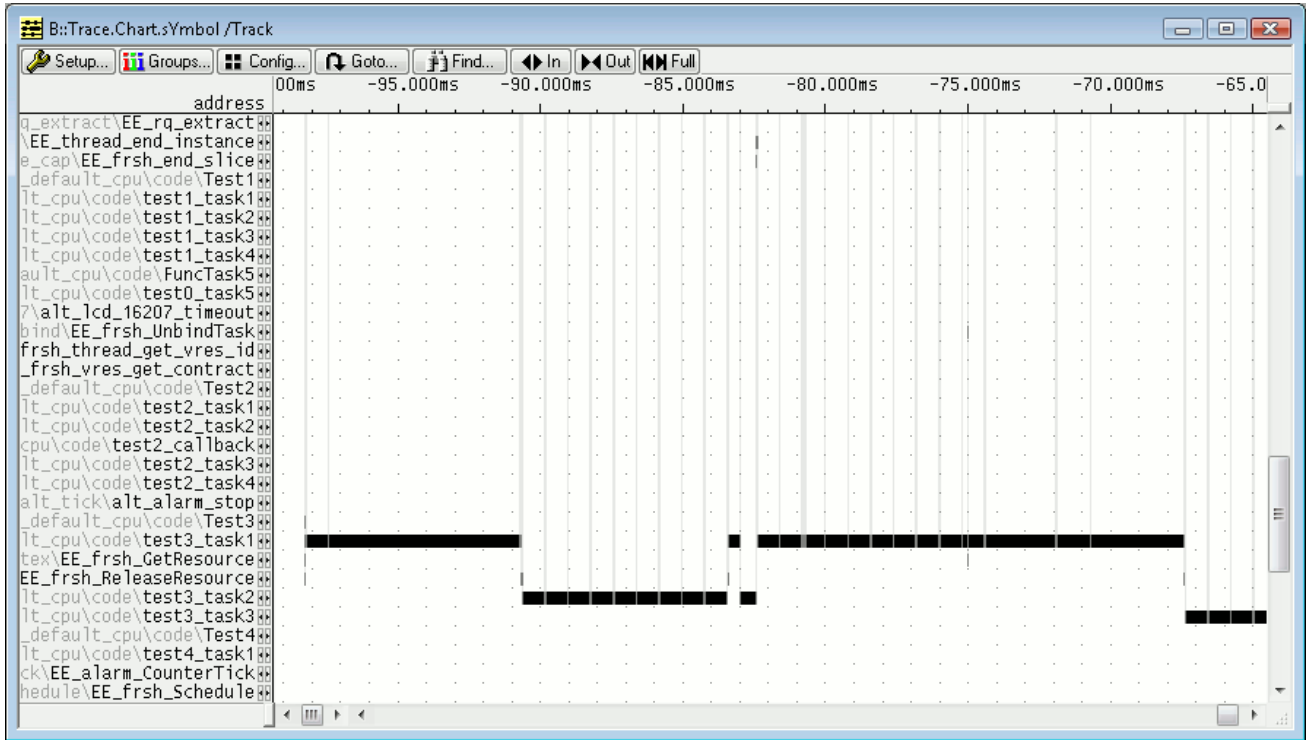 B::Trace.Chart.sYmbol /Track
Setup... Groups... Config... Goto... Find... In Out Full
00ms -95.000ms -90.000ms -85.000ms -80.000ms -75.000ms -70.000ms -65.0
address
q_extract\EE_rq_extract
\EE_thread_end_instance
e_cap\EE_frsh_end_slice
_default_cpu\code\Test1
lt_cpu\code\test1_task1
lt_cpu\code\test1_task2
lt_cpu\code\test1_task3
lt_cpu\code\test1_task4
ault_cpu\code\FuncTask5
lt_cpu\code\test0_task5
7\alt_lcd_16207_timeout
bind\EE_frsh_UnbindTask
frsh_thread_get_vres_id
_frsh_vres_get_contract
_default_cpu\code\Test2
lt_cpu\code\test2_task1
lt_cpu\code\test2_task2
cpu\code\test2_callback
lt_cpu\code\test2_task3
lt_cpu\code\test2_task4
alt_tick\alt_alarm_stop
_default_cpu\code\Test3
lt_cpu\code\test3_task1
tex\EE_frsh_GetResource
EE_frsh_ReleaseResource
lt_cpu\code\test3_task2
lt_cpu\code\test3_task3
_default_cpu\code\Test4
lt_cpu\code\test4_task1
ck\EE_alarm_CounterTick
hedule\EE_frsh_Schedule